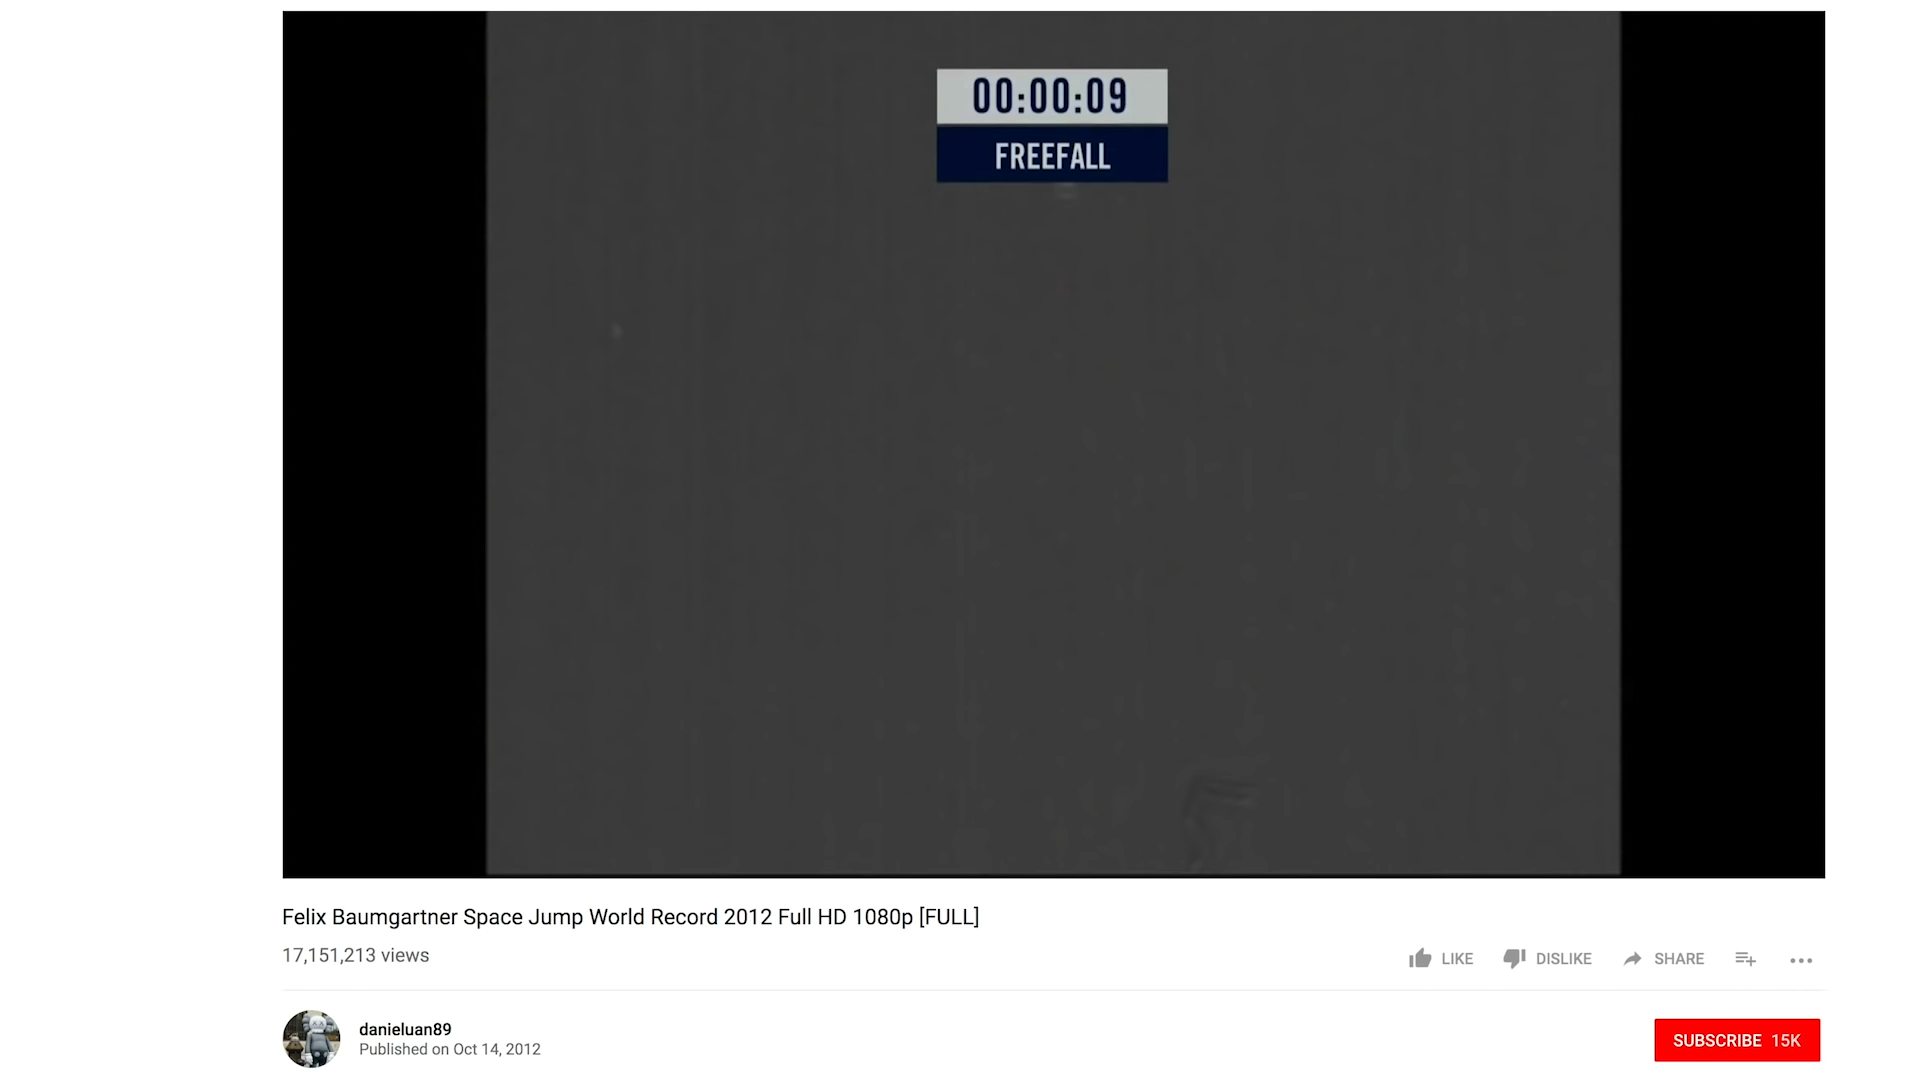 00:00:09
FREEFALL
Felix Baumgartner Space Jump World Record 2012 Full HD 1080p [FULL]
17,151,213 views
LIKE DISLIKE SHARE
danieluan89
Published on Oct 14, 2012
SUBSCRIBE 15K